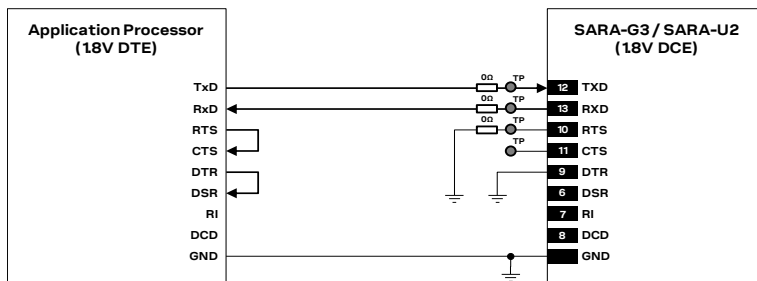 Application Processor
(1.8V DTE)
SARA-G3 / SARA-U2
(1.8V DCE)
TxD
0Ω
TP
12
TXD
RxD
0Ω
TP
13
RXD
RTS
0Ω
TP
10
RTS
CTS
TP
11
CTS
DTR
9
DTR
DSR
6
DSR
RI
7
RI
DCD
8
DCD
GND
GND